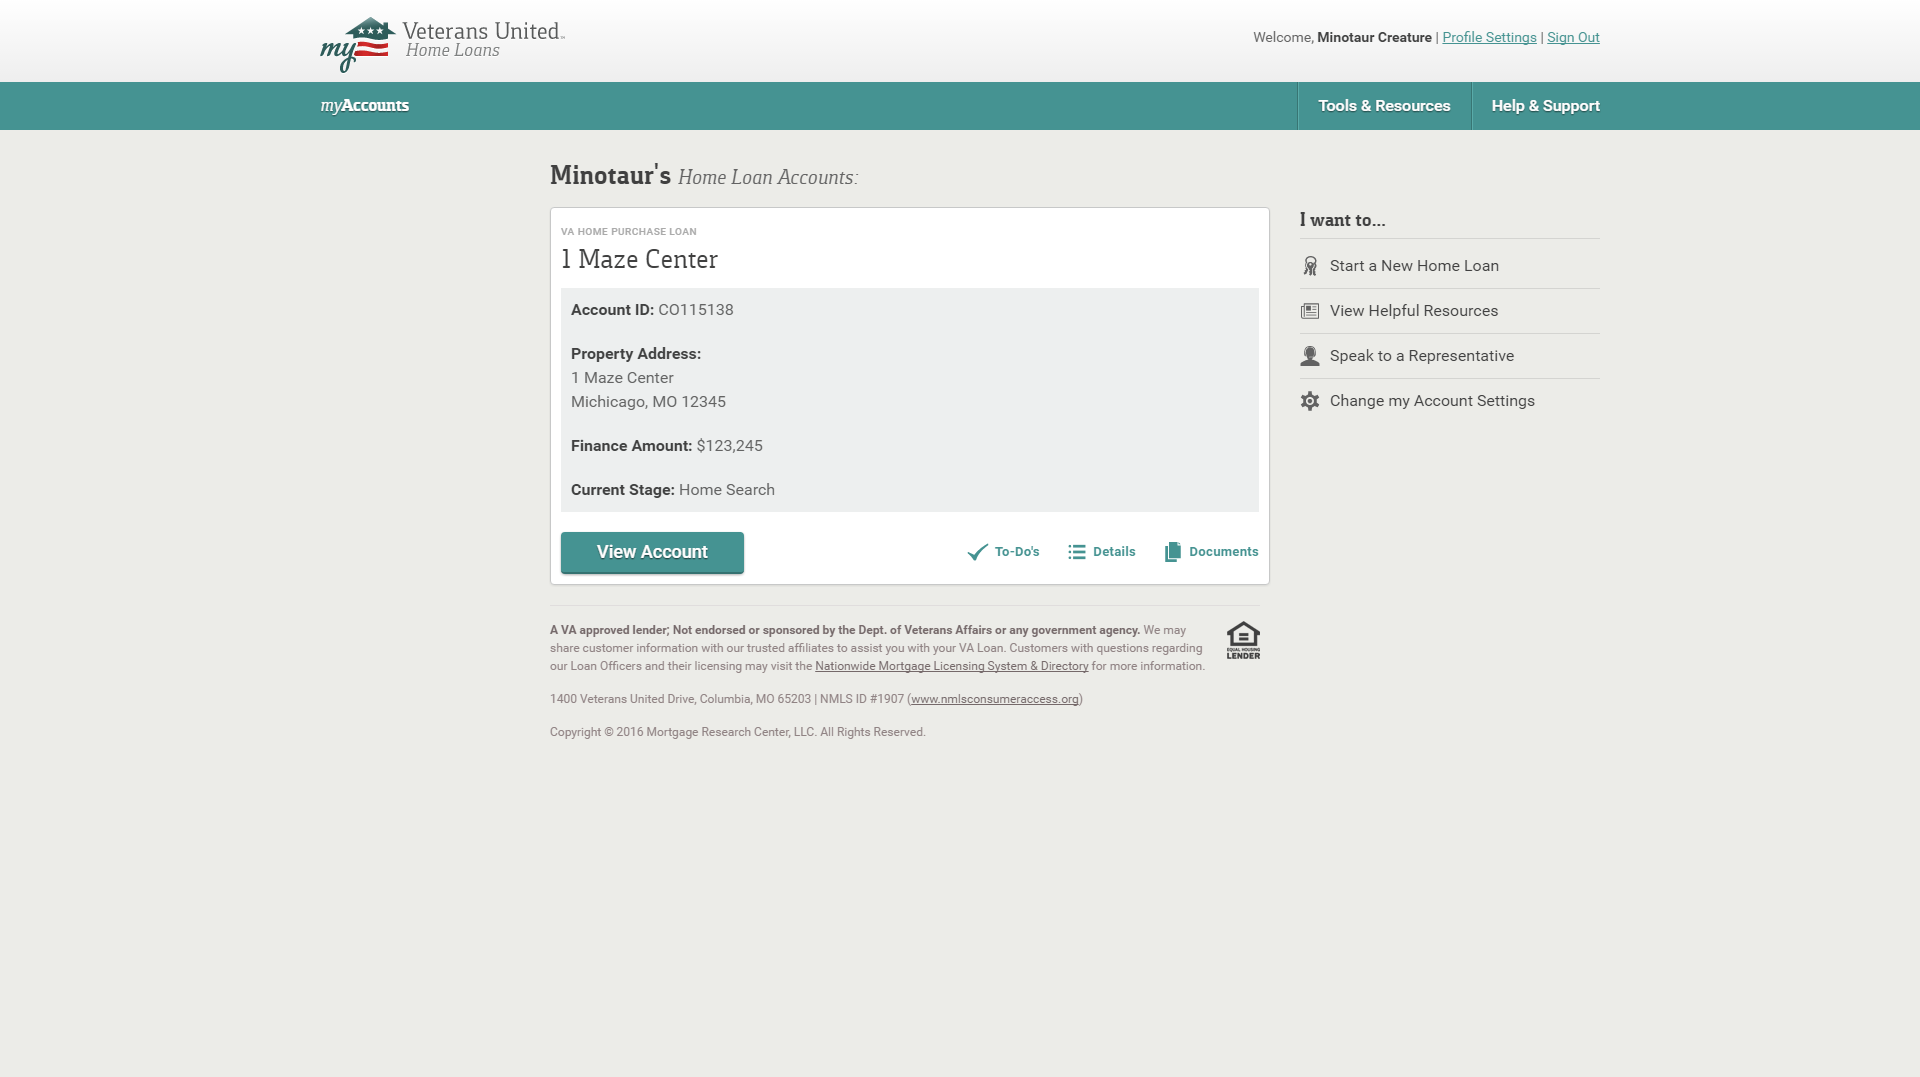 my Veterans United™
Home Loans
Welcome, Minotaur Creature | Profile Settings | Sign Out
myAccounts
Tools & Resources
Help & Support
Minotaur's Home Loan Accounts:
VA HOME PURCHASE LOAN
1 Maze Center
Account ID: CO115138
Property Address:
1 Maze Center
Michicago, MO 12345
Finance Amount: $123,245
Current Stage: Home Search
View Account
To-Do's
Details
Documents
I want to...
Start a New Home Loan
View Helpful Resources
Speak to a Representative
Change my Account Settings
A VA approved lender; Not endorsed or sponsored by the Dept. of Veterans Affairs or any government agency. We may
share customer information with our trusted affiliates to assist you with your VA Loan. Customers with questions regarding
our Loan Officers and their licensing may visit the Nationwide Mortgage Licensing System & Directory for more information.
EQUAL HOUSING
LENDER
1400 Veterans United Drive, Columbia, MO 65203 | NMLS ID #1907 (www.nmlsconsumeraccess.org)
Copyright © 2016 Mortgage Research Center, LLC. All Rights Reserved.